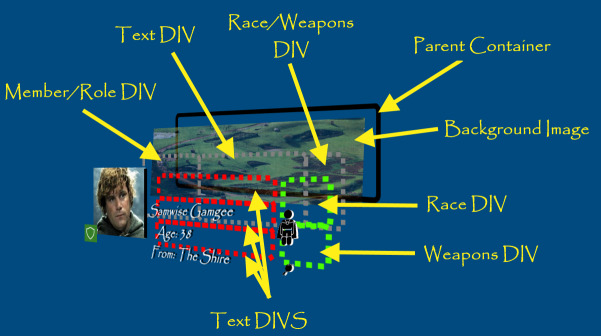 Race/Weapons
DIV
Text DIV
Parent Container
Member/Role DIV
Background Image
Samwise Gamgee
Race DIV
Age: 38
From: The Shire
Weapons DIV
Text DIVS